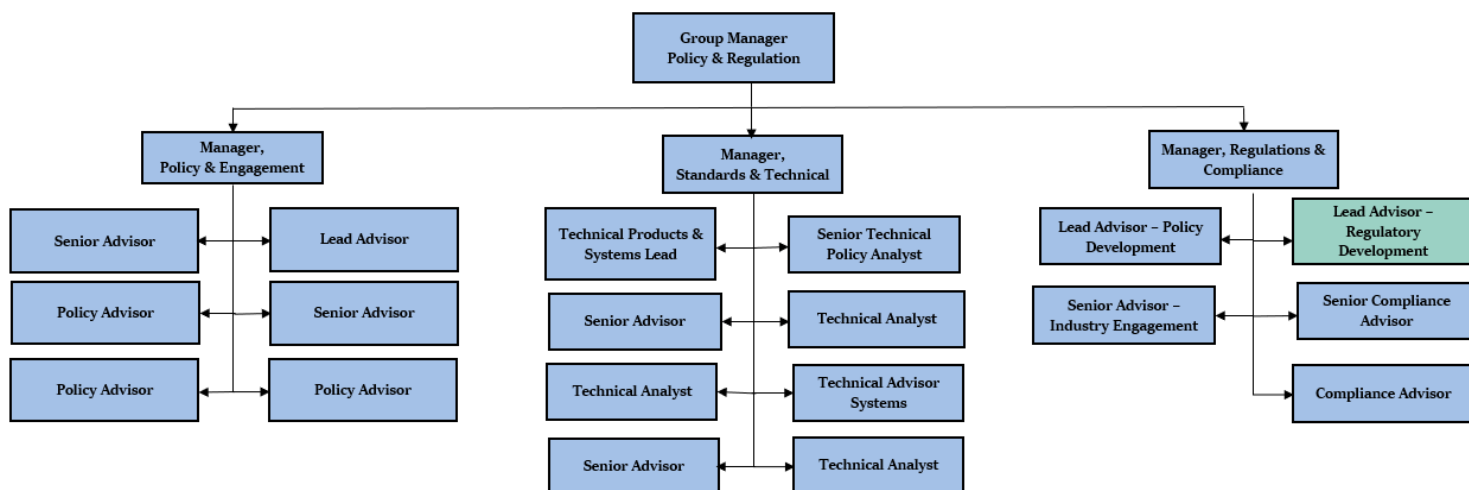 Group Manager
Policy & Regulation
Manager,
Policy & Engagement
Manager,
Standards & Technical
Manager, Regulations &
Compliance
Senior Advisor
Lead Advisor
Policy Advisor
Senior Advisor
Policy Advisor
Policy Advisor
Technical Products &
Systems Lead
Senior Technical
Policy Analyst
Senior Advisor
Technical Analyst
Technical Analyst
Technical Advisor
Systems
Senior Advisor
Technical Analyst
Lead Advisor – Policy
Development
Lead Advisor –
Regulatory
Development
Senior Advisor –
Industry Engagement
Senior Compliance
Advisor
Compliance Advisor